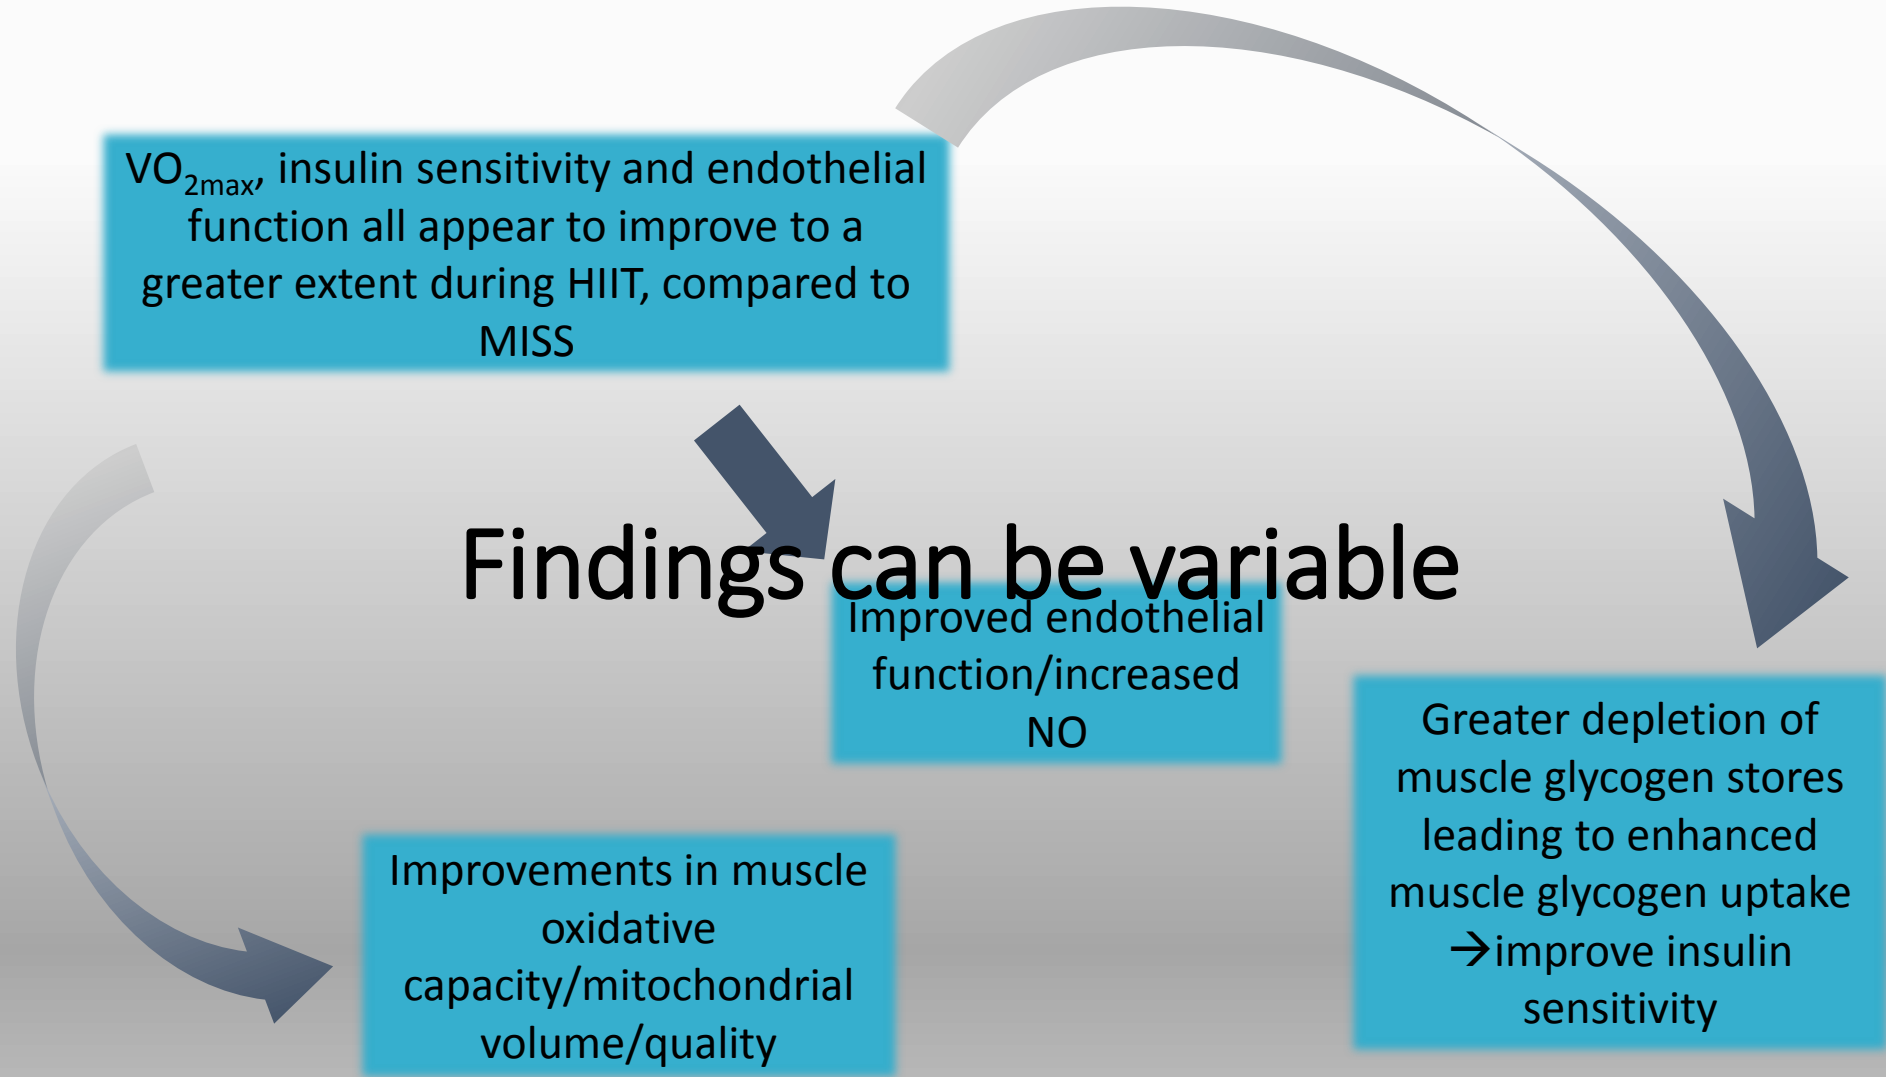 VO2max, insulin sensitivity and endothelial
function all appear to improve to a
greater extent during HIIT, compared to
MISS
Findings can be variable
Improved endothelial
function/increased
NO
Greater depletion of
muscle glycogen stores
leading to enhanced
muscle glycogen uptake
→improve insulin
sensitivity
Improvements in muscle
oxidative
capacity/mitochondrial
volume/quality